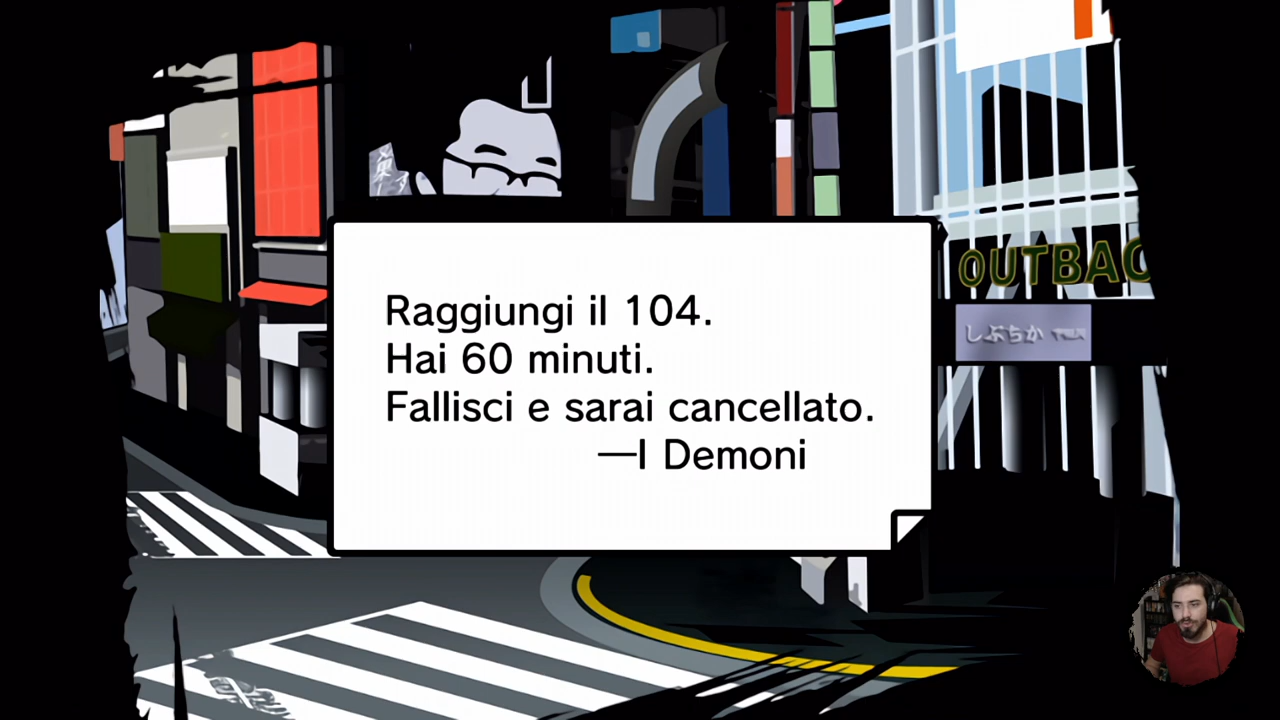 OUTBAC
しぶちか
Raggiungi il 104.
Hai 60 minuti.
Fallisci e sarai cancellato.
—I Demoni